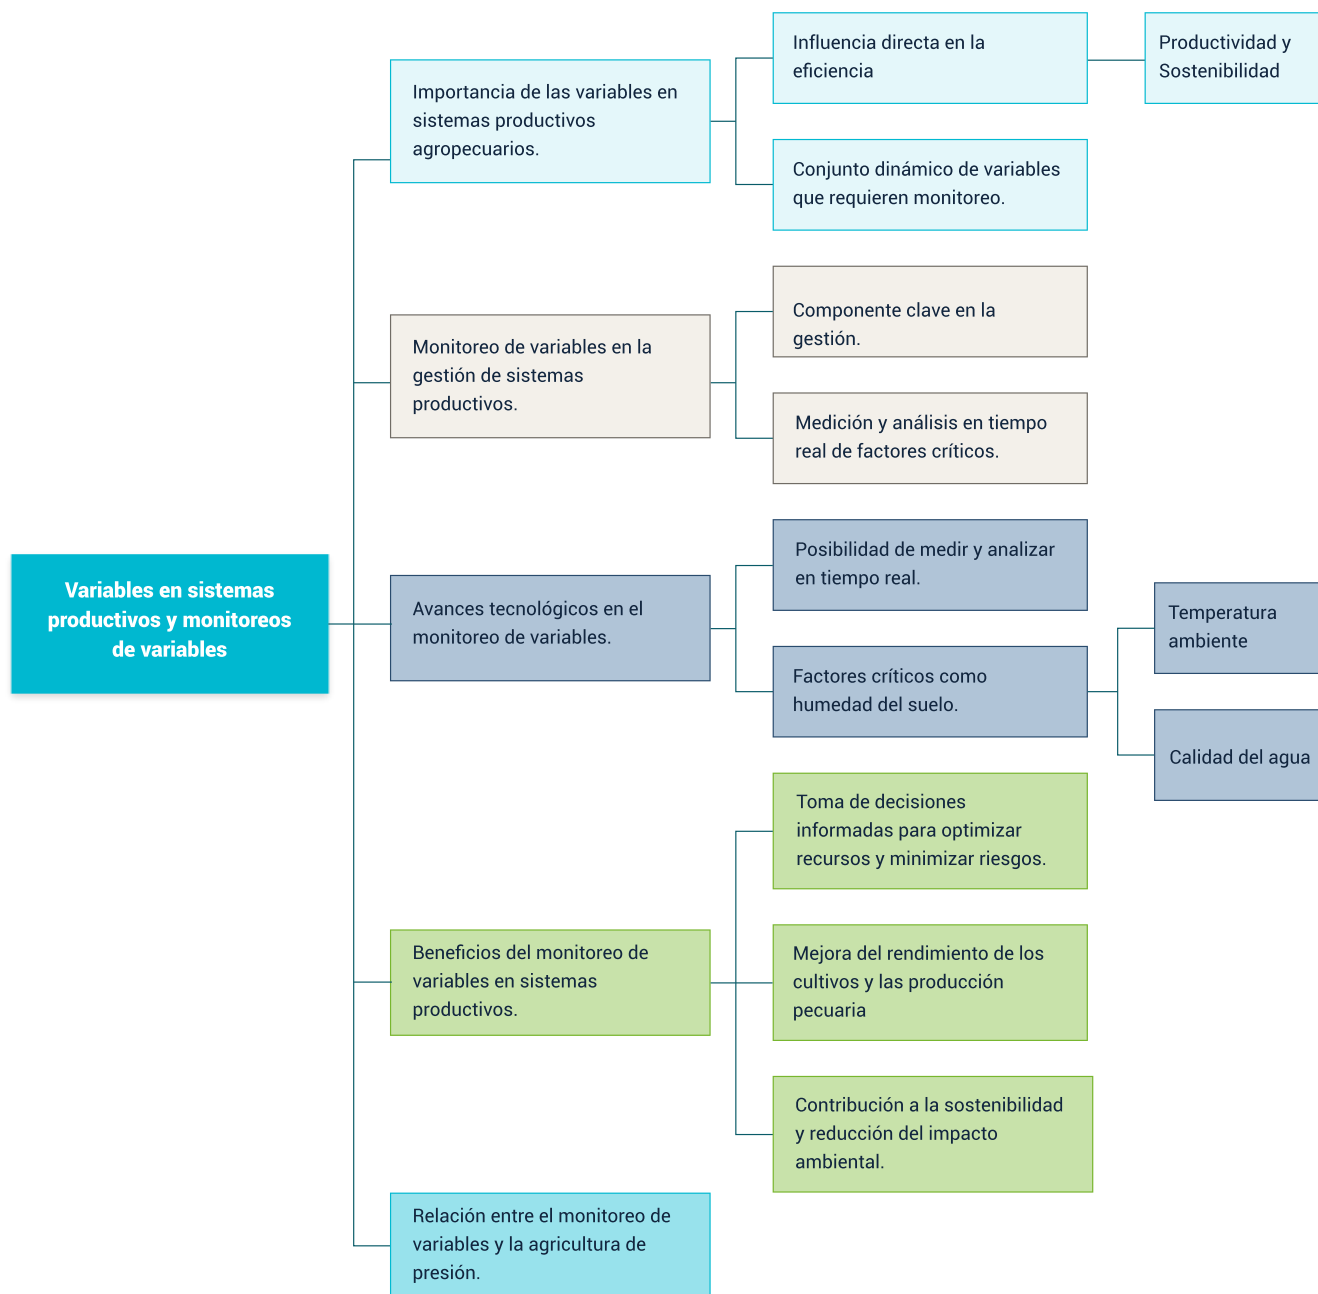 Influencia directa en la
eficiencia
Productividad y
Sostenibilidad
Importancia de las variables en
sistemas productivos
agropecuarios.
Conjunto dinámico de variables
que requieren monitoreo.
Componente clave en la
gestión.
Monitoreo de variables en la
gestión de sistemas
productivos.
Medición y análisis en tiempo
real de factores críticos.
Variables en sistemas
productivos y monitoreos
de variables
Posibilidad de medir y analizar
en tiempo real.
Avances tecnológicos en el
monitoreo de variables.
Temperatura
ambiente
Factores críticos como
humedad del suelo.
Calidad del agua
Toma de decisiones
informadas para optimizar
recursos y minimizar riesgos.
Beneficios del monitoreo de
variables en sistemas
productivos.
Mejora del rendimiento de los
cultivos y las producción
pecuaria
Contribución a la sostenibilidad
y reducción del impacto
ambiental.
Relación entre el monitoreo de
variables y la agricultura de
presión.